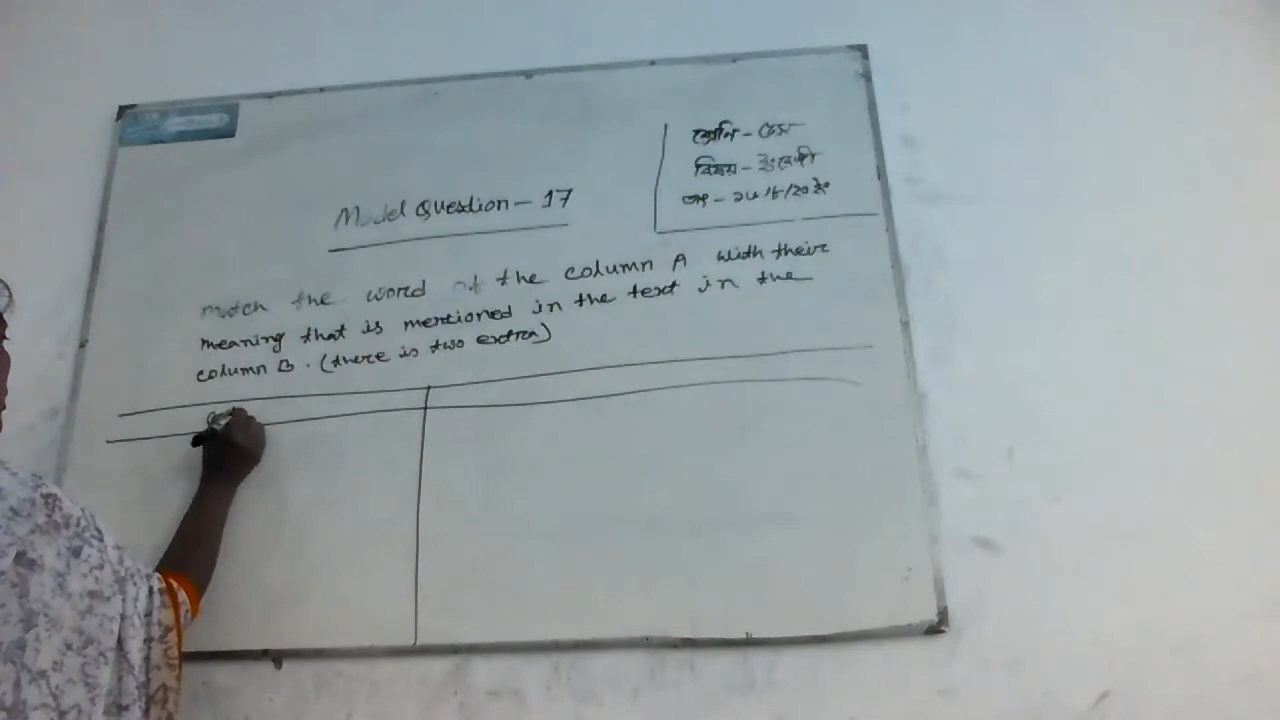 শ্রেনি - ৫ম
বিষয় - ইংরেজী
Model Question - 17
Match the word of the column A with their
meaning that is mentioned in the text in the
column B. (there is two extra)